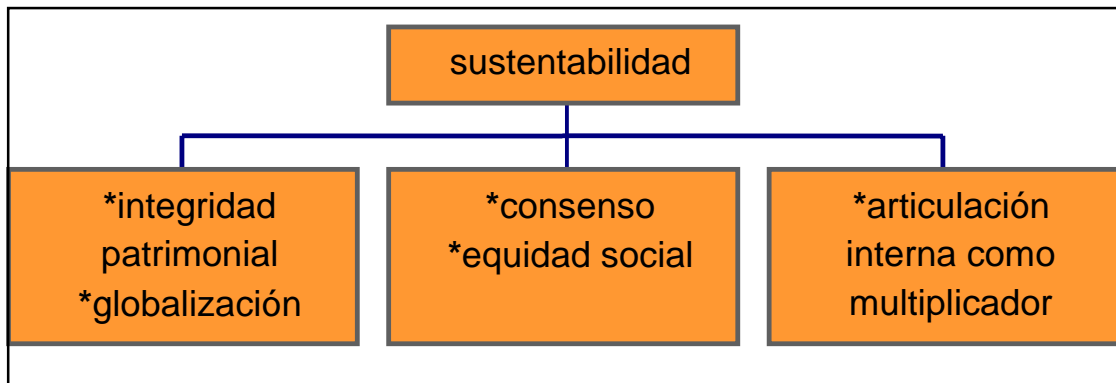 sustentabilidad
*integridad
patrimonial
*globalización
*consenso
*equidad social
*articulación
interna como
multiplicador